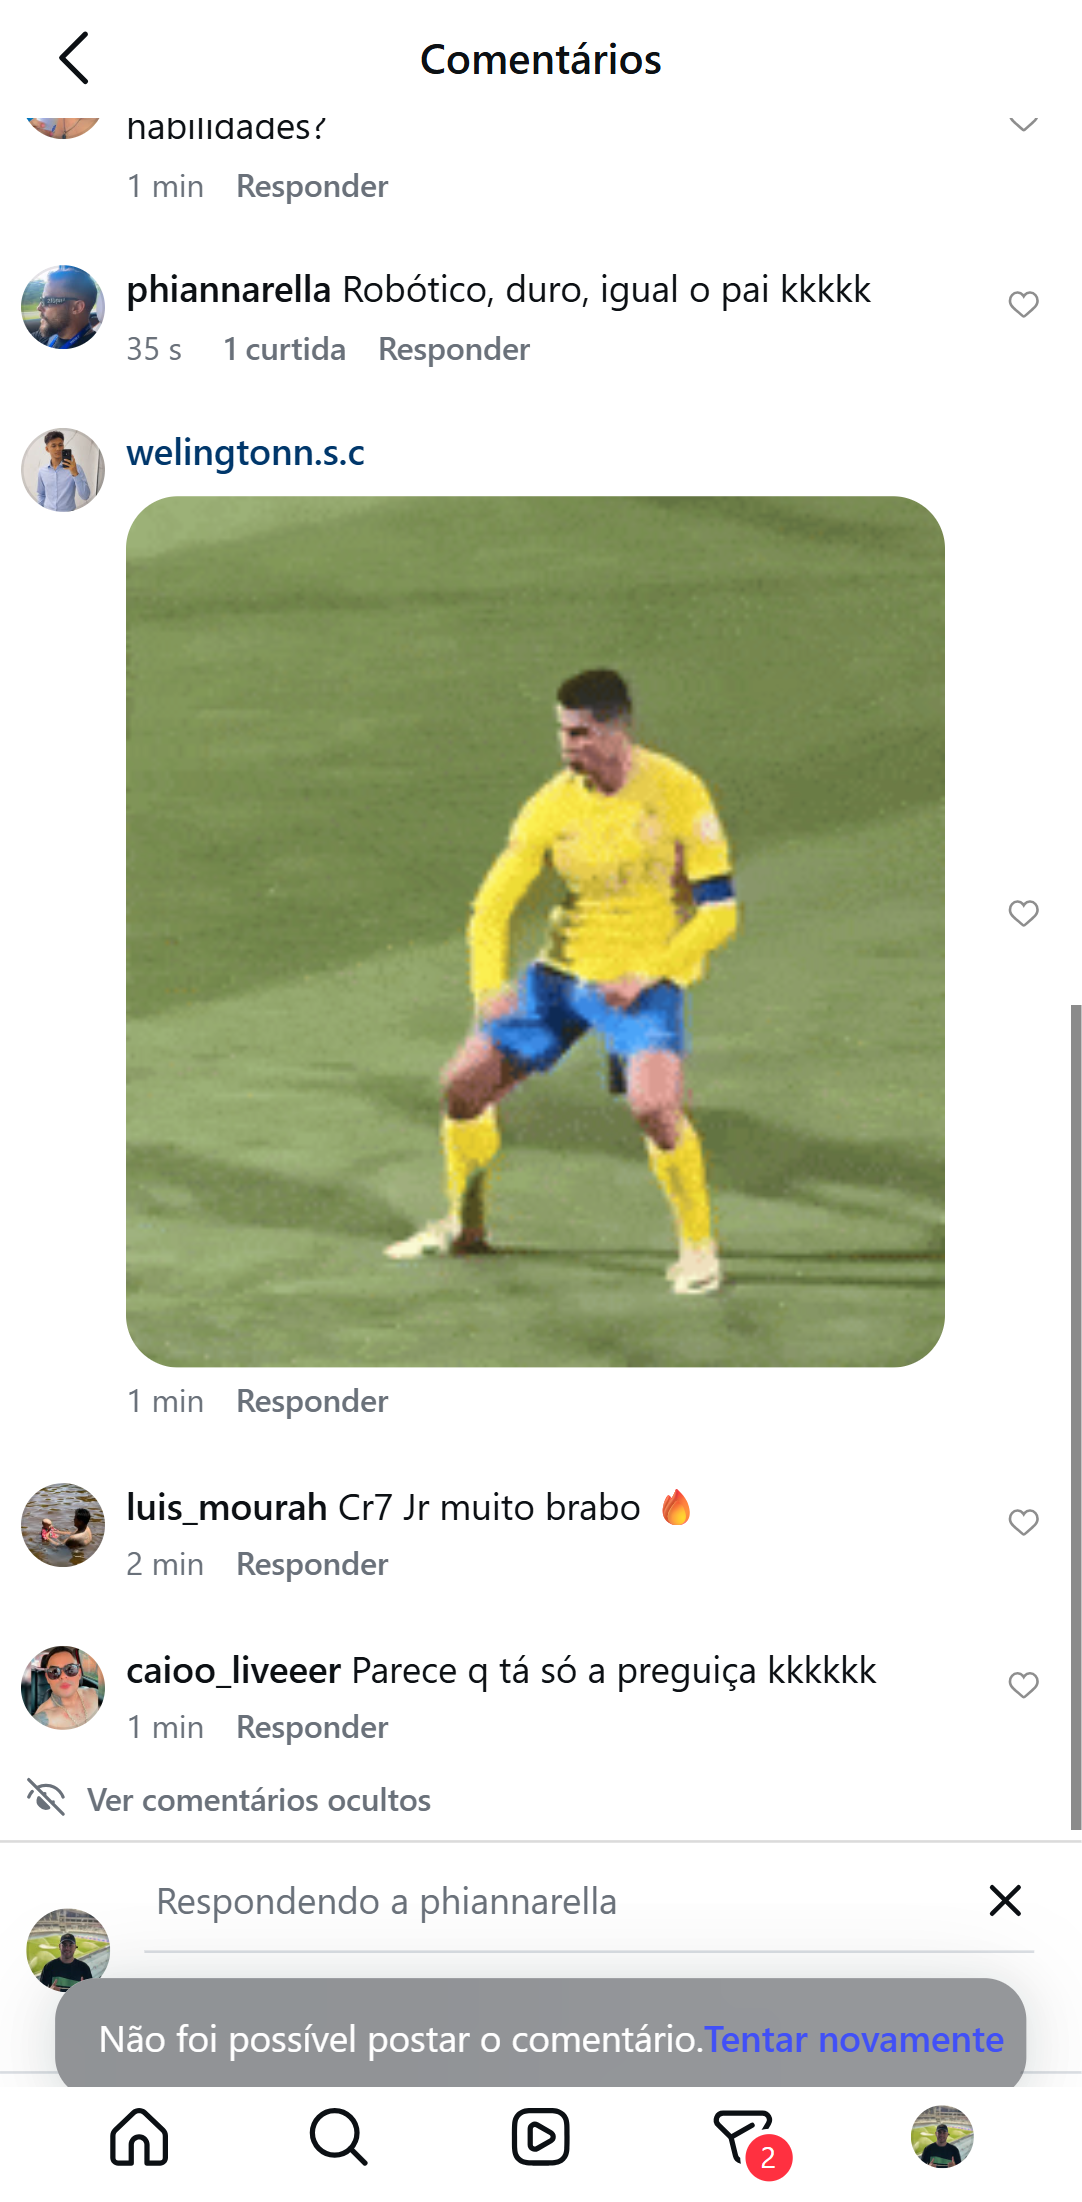 Comentários
habilidades?
1 min Responder
phiannarella Robótico, duro, igual o pai kkkkk
35 s 1 curtida Responder
welingtonn.s.c
1 min Responder
luis_mourah Cr7 Jr muito brabo 🔥
2 min Responder
caioo_liveeer Parece q tá só a preguiça kkkkkk
1 min Responder
Ver comentários ocultos
Respondendo a phiannarella
Não foi possível postar o comentário.Tentar novamente
2